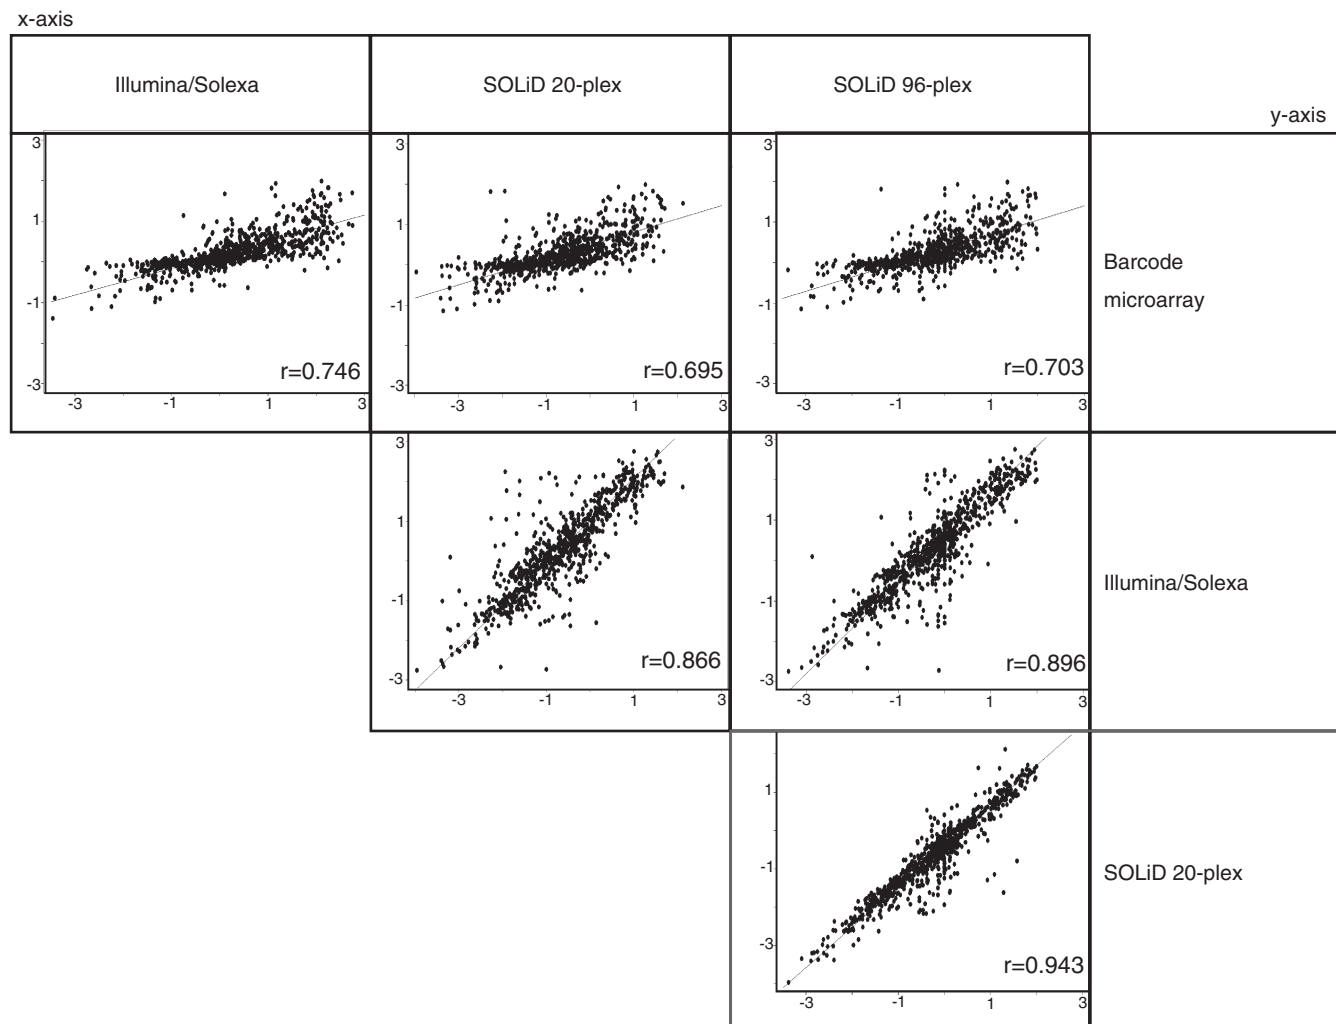 x-axis
Illumina/Solexa SOLiD 20-plex SOLiD 96-plex
y-axis
3 3 3
1 1 1
-1 -1 -1
-3 -3 -3
r=0.746 r=0.695 r=0.703
-3 -1 1 3 -3 -1 1 3 -3 -1 1 3
Barcode
microarray
3 3
1 1
-1 -1
-3 -3
r=0.866 r=0.896
-3 -1 1 3 -3 -1 1 3
Illumina/Solexa
1
-1
-3
r=0.943
-3 -1 1 3
SOLiD 20-plex